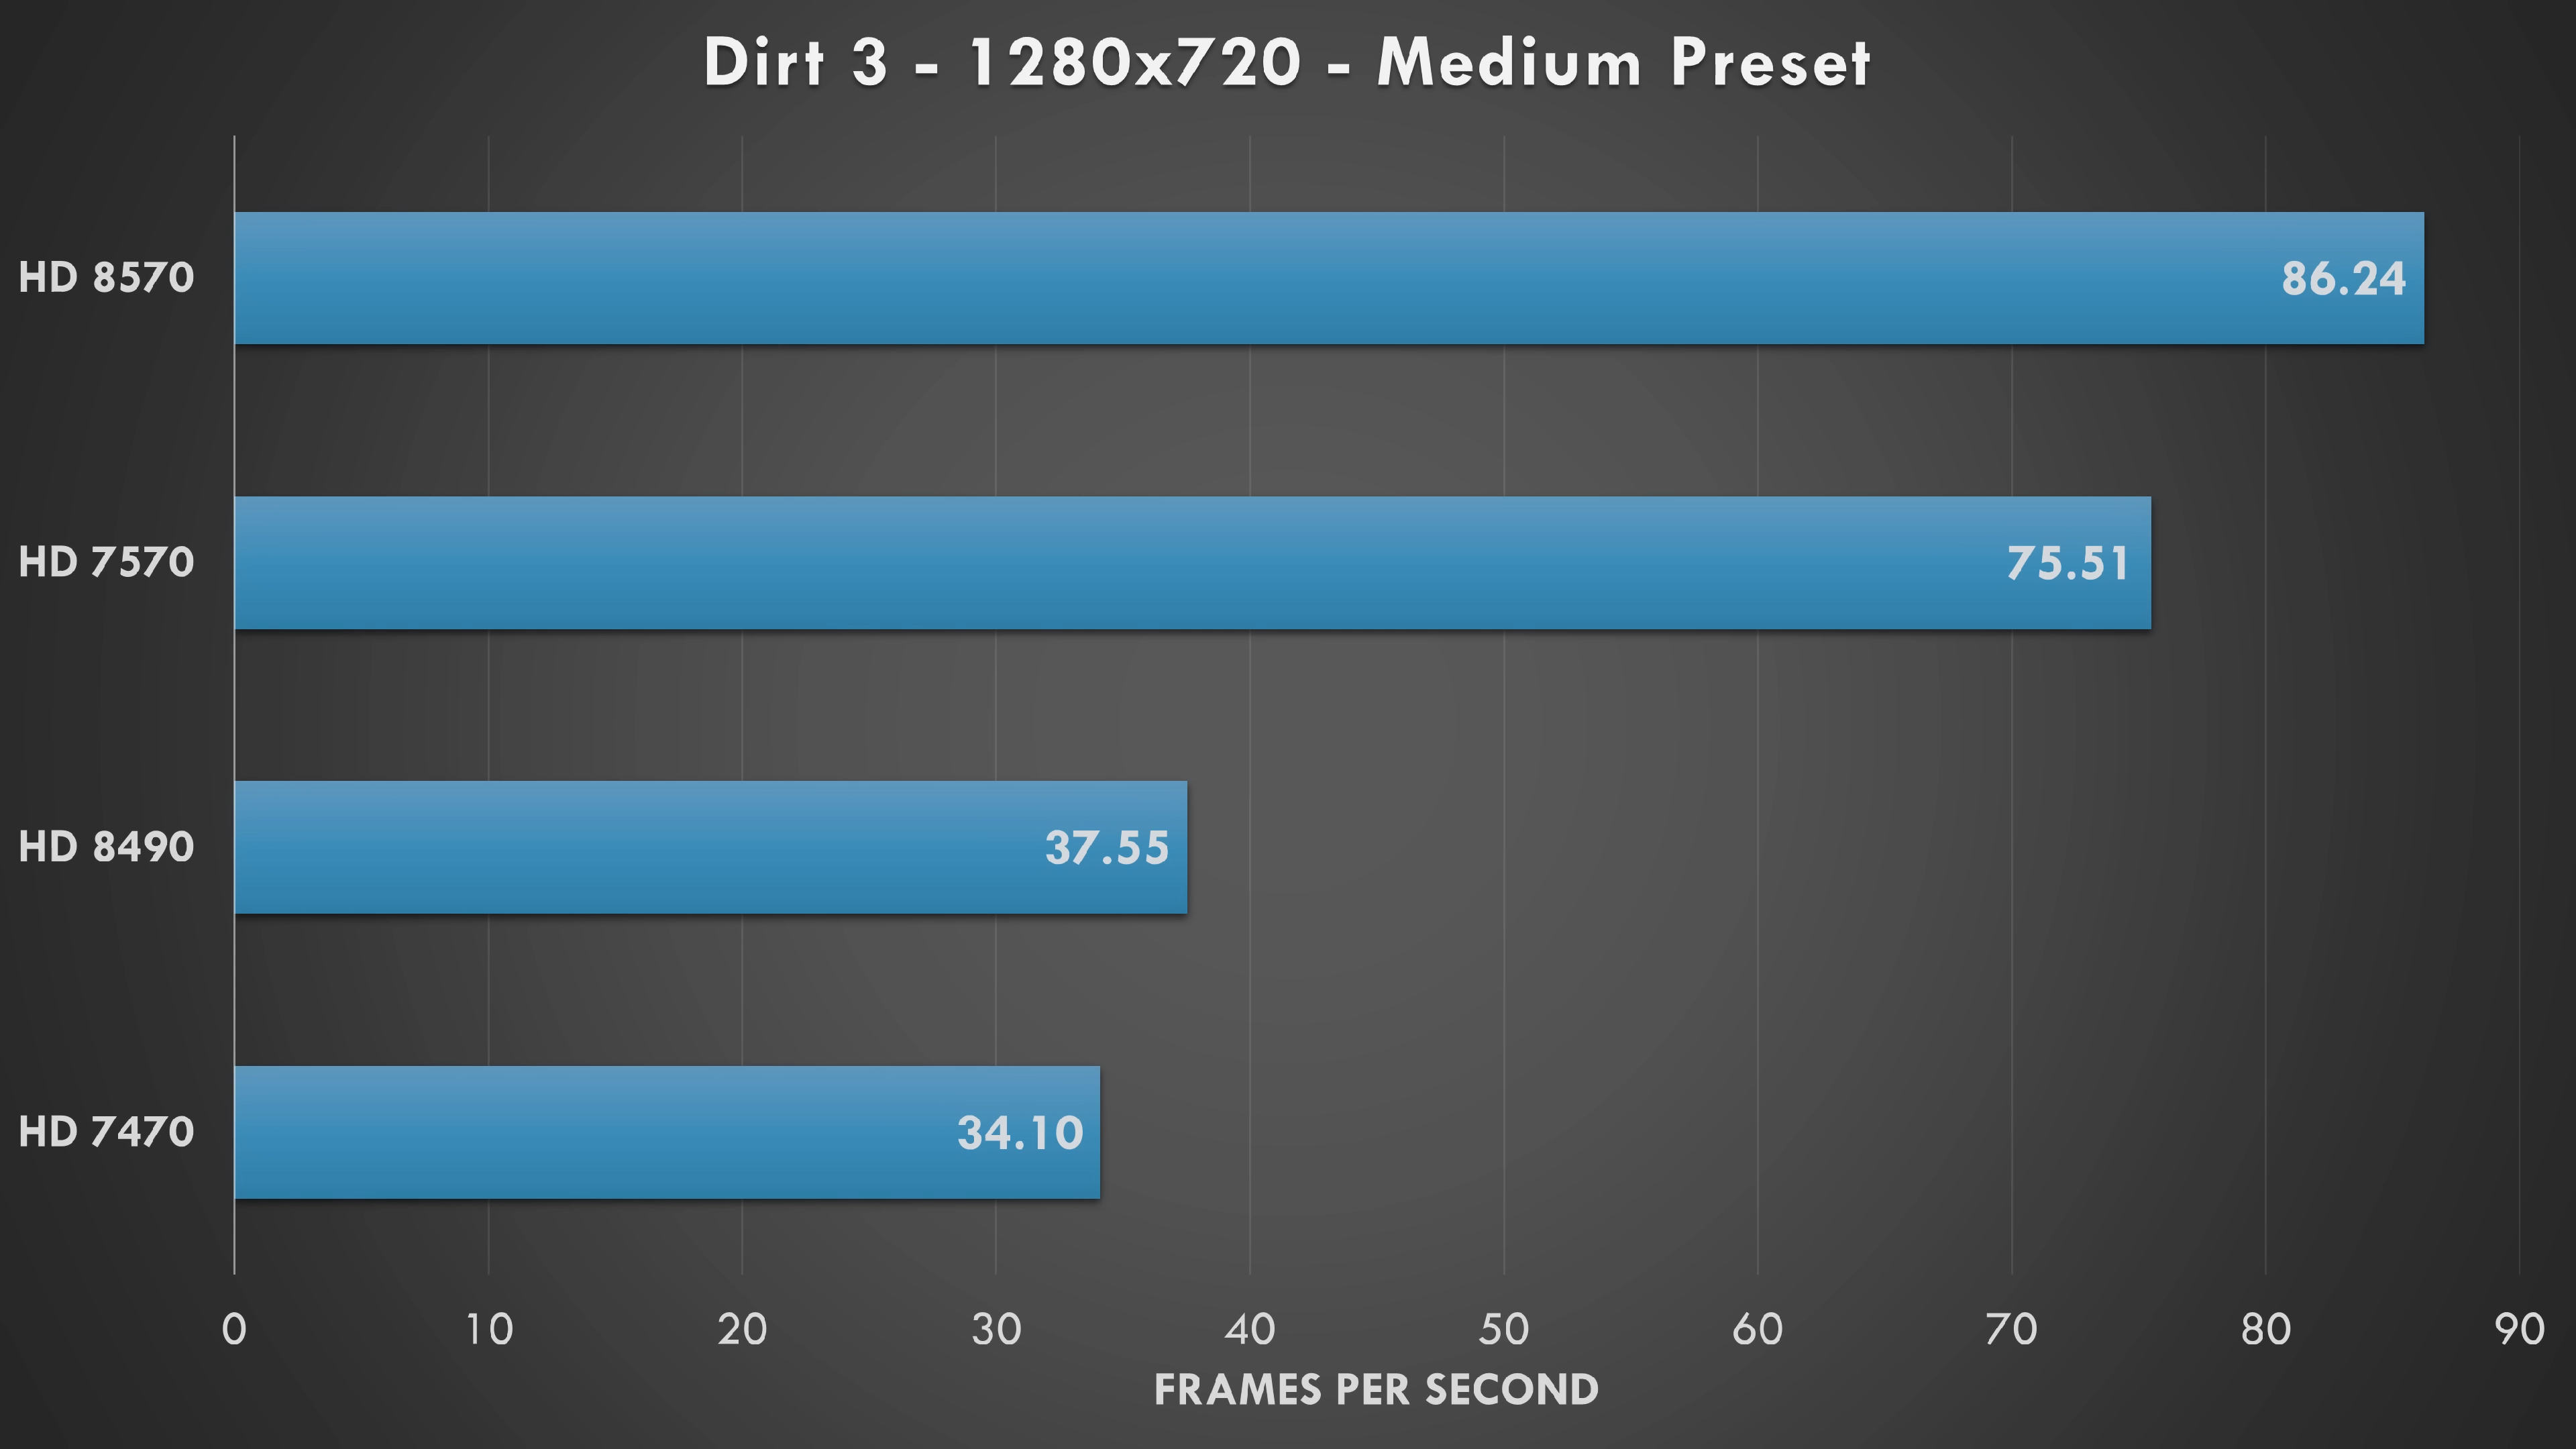 Dirt 3 - 1280x720 - Medium Preset
HD 8570
86.24
HD 7570
75.51
HD 8490
37.55
HD 7470
34.10
0 10 20 30 40 50 60 70 80 90
FRAMES PER SECOND